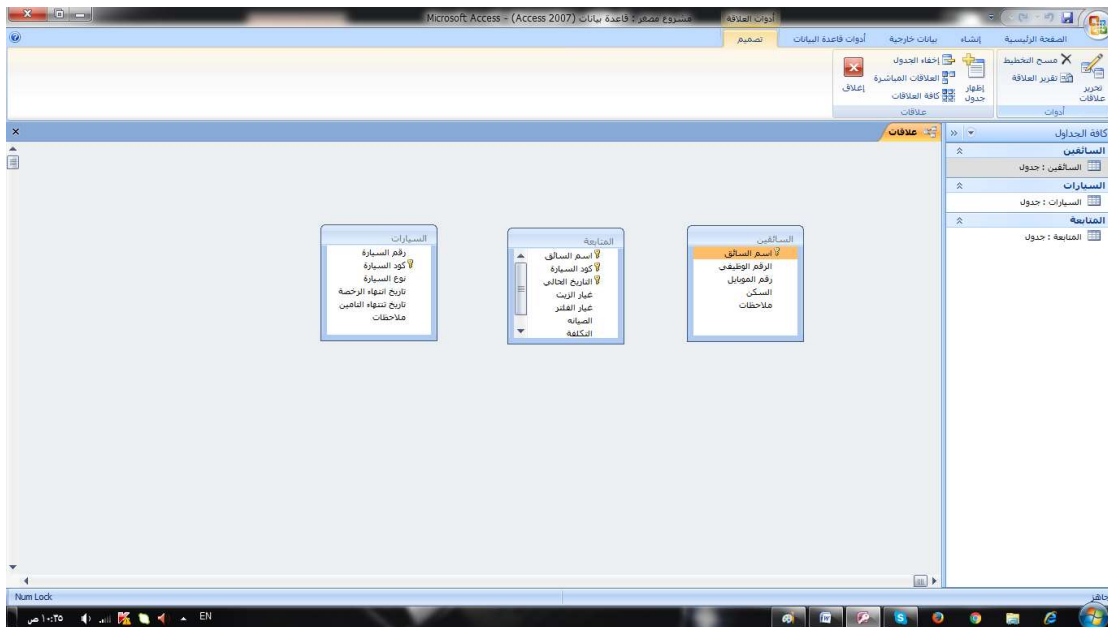 أدوات العلاقة
مشروع مصغر : قاعدة بيانات (Access 2007) - Microsoft Access
الصفحة الرئيسية
إنشاء
بيانات خارجية
أدوات قاعدة البيانات
تصميم
تحرير علاقات
مسح التخطيط
تقرير العلاقة
أدوات
إظهار جدول
إخفاء الجدول
العلاقات المباشرة
كافة العلاقات
علاقات
إغلاق
كافة الجداول
السائقين
السائقين : جدول
السيارات
السيارات : جدول
المتابعة
المتابعة : جدول
علاقات
السائقين
اسم السائق
الرقم الوظيفي
رقم الموبايل
السكن
ملاحظات
المتابعة
اسم السائق
كود السيارة
التاريخ الحالي
غيار الزيت
غيار الفلتر
الصيانه
التكلفة
السيارات
رقم السيارة
كود السيارة
نوع السيارة
تاريخ انتهاء الرخصة
تاريخ تنتهاء التامين
ملاحظات
جاهز
Num Lock
EN
١٠:٣٥ ص